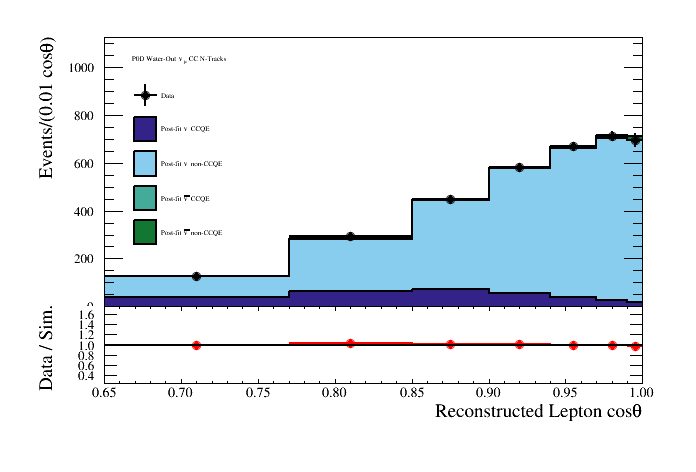 P0D Water-Out ν μ CC N-Tracks
Data
Post-fit ν CCQE
Post-fit ν non-CCQE
Post-fit ν̅ CCQE
Post-fit ν̅ non-CCQE
Events/(0.01 cosθ)
1000
800
600
400
200
0
Data / Sim.
1.6
1.4
1.2
1.0
0.8
0.6
0.4
0.65 0.70 0.75 0.80 0.85 0.90 0.95 1.00
Reconstructed Lepton cosθ